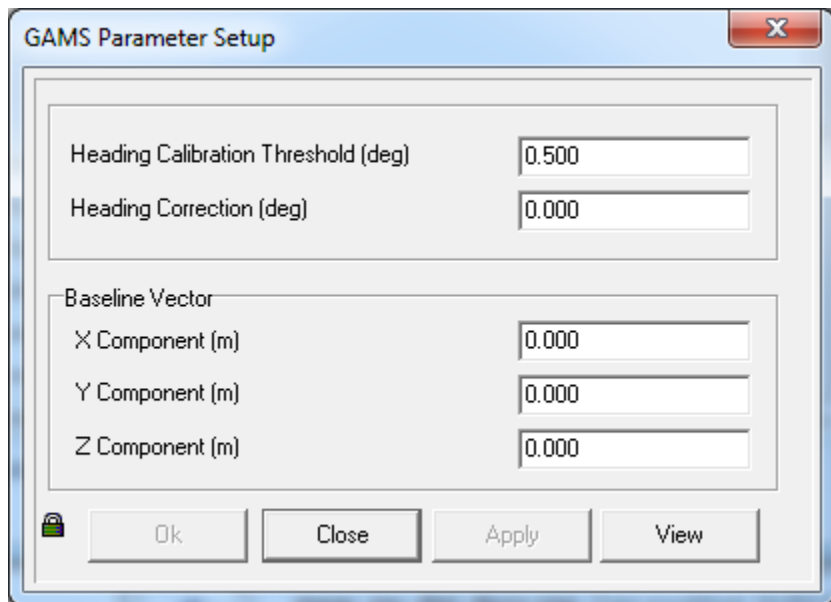 GAMS Parameter Setup
Heading Calibration Threshold (deg) 0.500
Heading Correction (deg) 0.000
Baseline Vector
X Component (m) 0.000
Y Component (m) 0.000
Z Component (m) 0.000
Ok Close Apply View